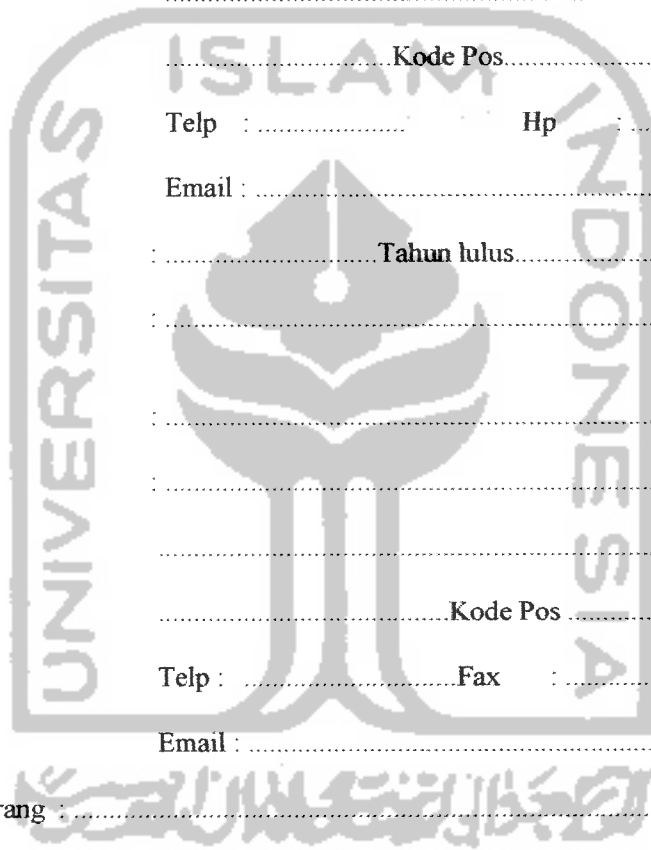 ................................................................
............................Kode Pos....................
Telp : ...................... Hp : ...
Email : ............................................................
: ............................Tahun lulus....................
: ................................................................
: ................................................................
: ................................................................
................................................................
....................................Kode Pos ............
Telp : ............................Fax : ............
Email : ............................................................
rang : ................................................................
UNIVERSITAS
ISLAM
INDONESIA